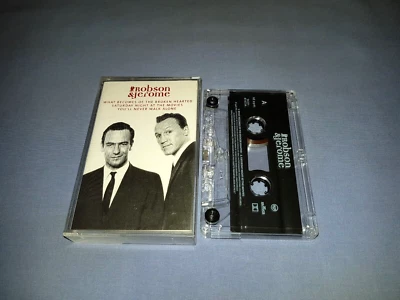 Robson
&Jerome
WHAT BECOMES OF THE BROKEN HEARTED
SATURDAY NIGHT AT THE MOVIES
YOU'LL NEVER WALK ALONE
A
Robson
&Jerome